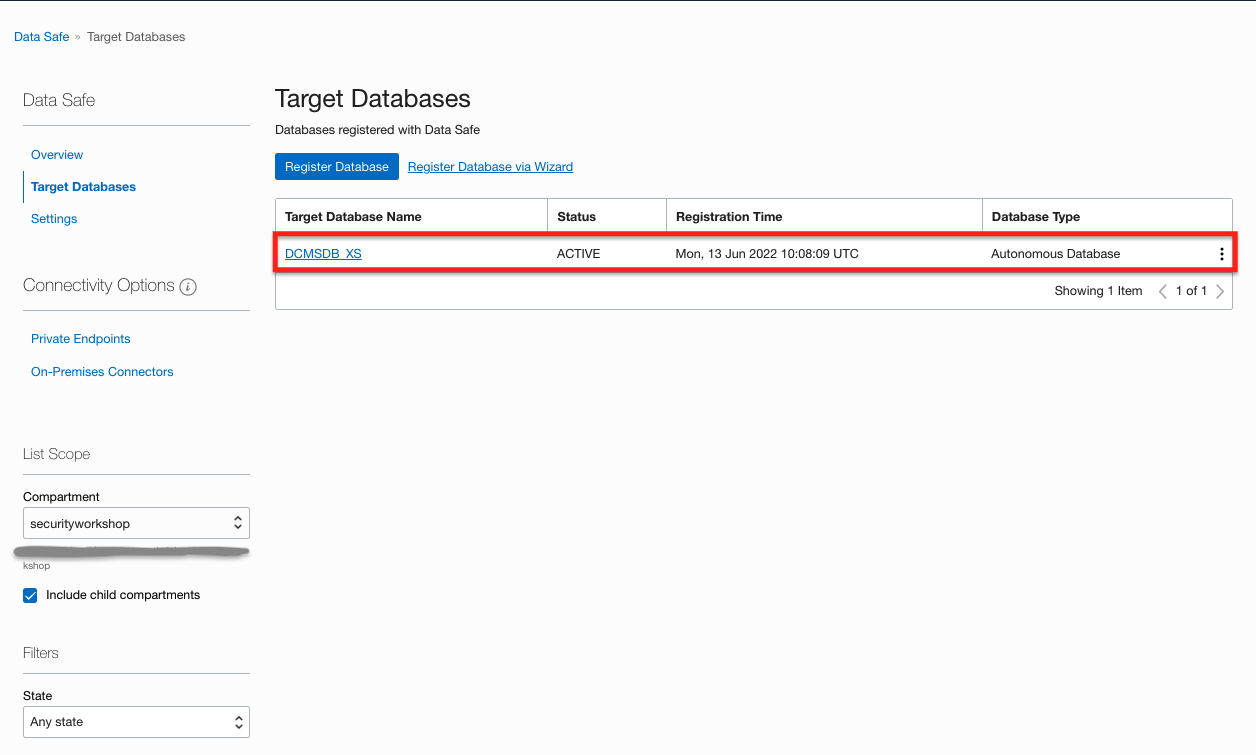 Data Safe » Target Databases
Data Safe
Overview
Target Databases
Settings
Connectivity Options i
Private Endpoints
On-Premises Connectors
List Scope
Compartment
securityworkshop
kshop
Include child compartments
Filters
State
Any state
Target Databases
Databases registered with Data Safe
Register Database Register Database via Wizard
Target Database Name Status Registration Time Database Type
DCMSDB_XS ACTIVE Mon, 13 Jun 2022 10:08:09 UTC Autonomous Database
Showing 1 Item 1 of 1